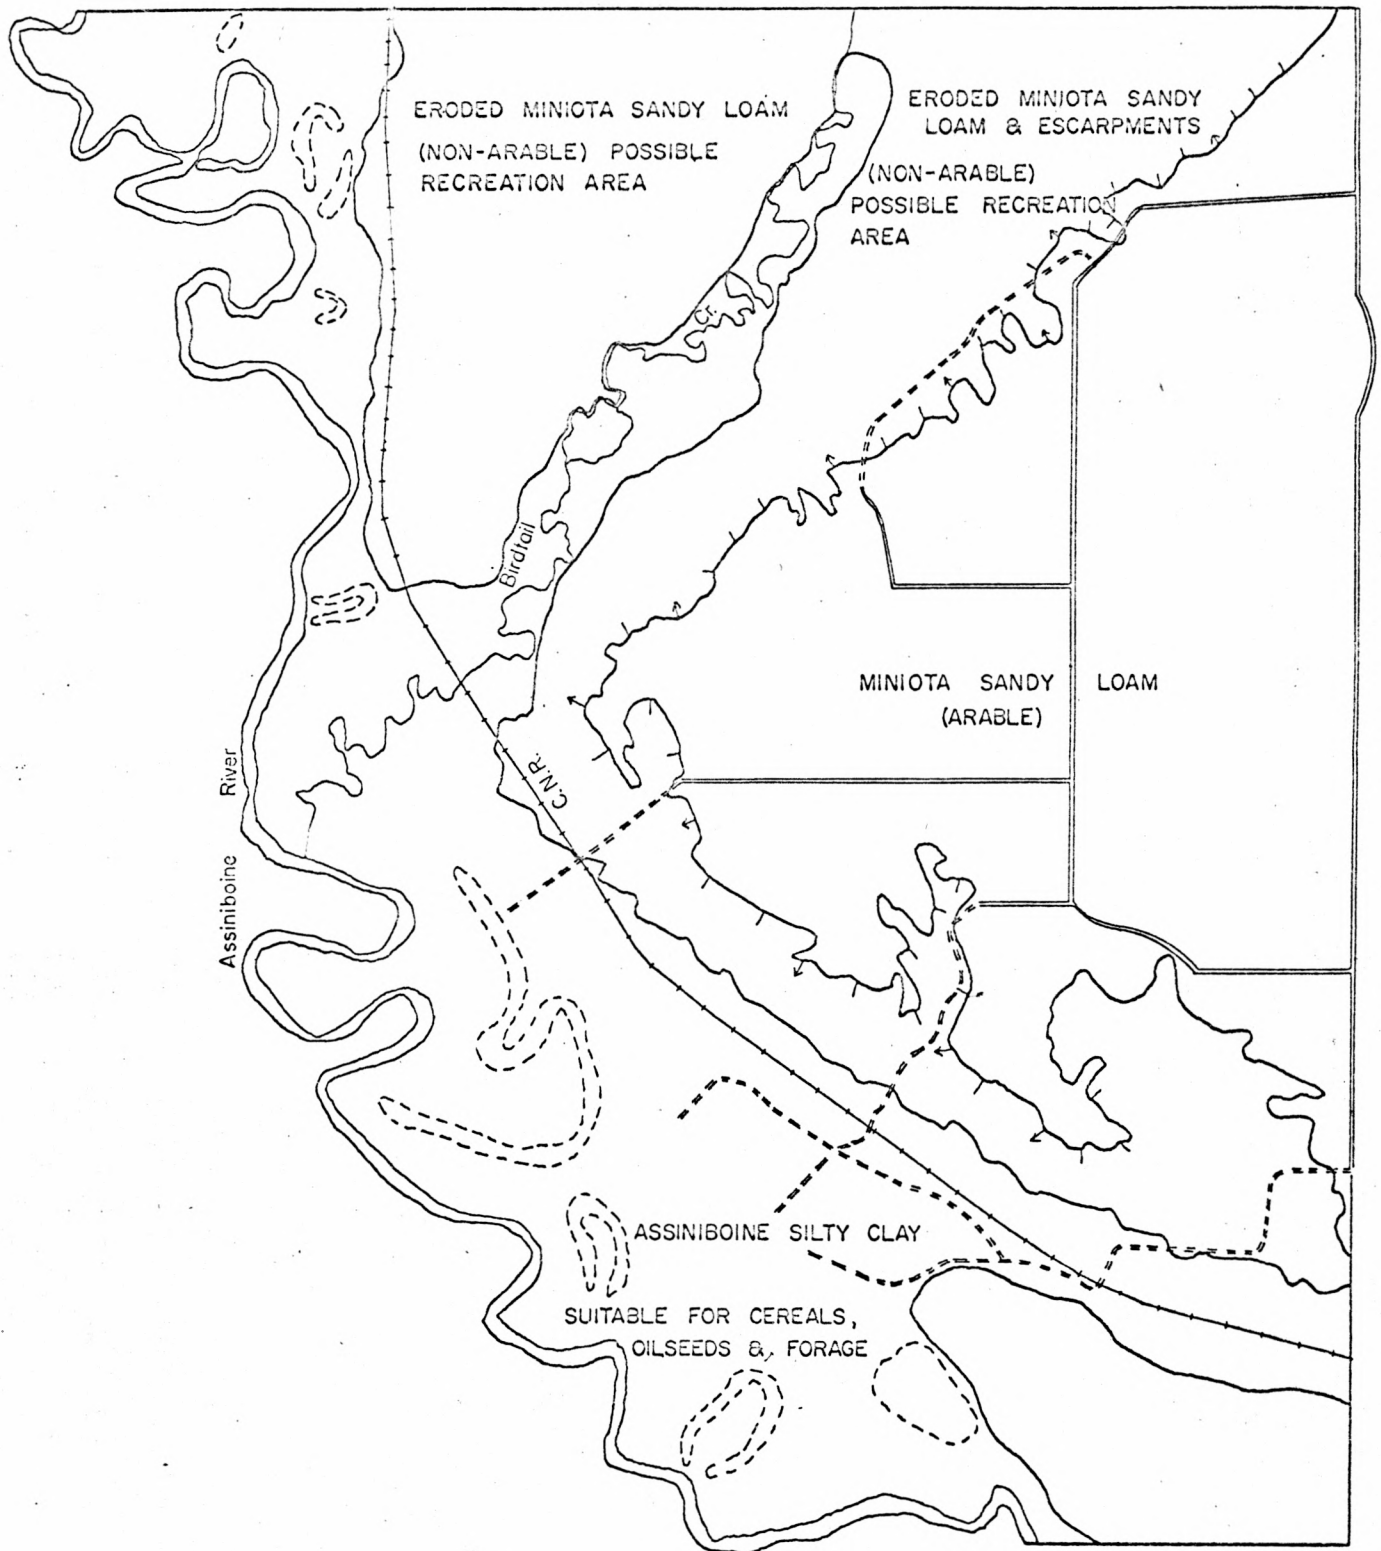 ERODED MINIOTA SANDY LOAM
(NON-ARABLE) POSSIBLE
RECREATION AREA
ERODED MINIOTA SANDY
LOAM & ESCARPMENTS
(NON-ARABLE)
POSSIBLE RECREATION
AREA
Birdtail Cr.
MINIOTA SANDY LOAM
(ARABLE)
C.N.R.
Assiniboine River
ASSINIBOINE SILTY CLAY
SUITABLE FOR CEREALS,
OILSEEDS & FORAGE